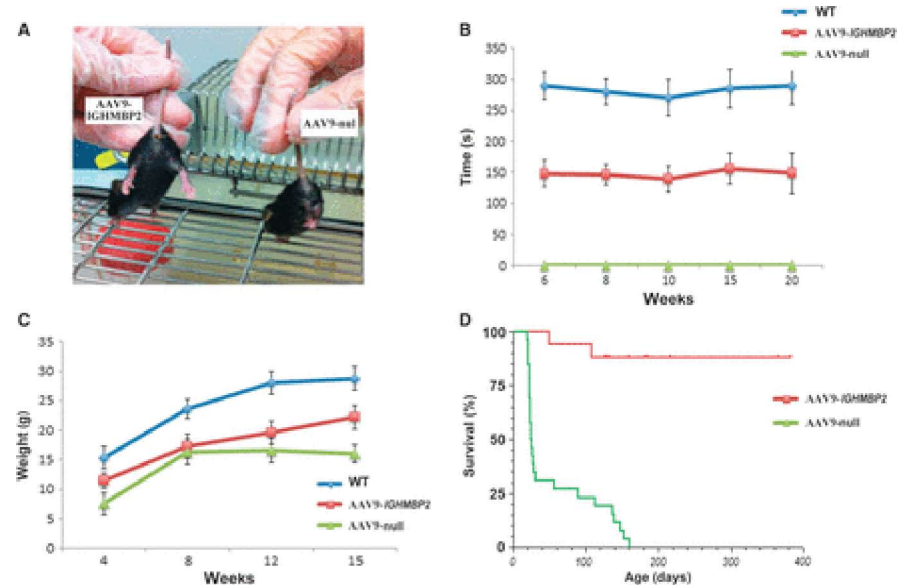 A
AAV9-
IGHMBP2
AAV9-nul
B
WT
AAV9-IGHMBP2
AAV9-null
350
300
250
200
150
100
50
0
Time (s)
6
8
10
15
20
Weeks
C
35
30
25
20
15
10
5
0
Weight (g)
WT
AAV9-IGHMBP2
AAV9-null
4
8
12
15
Weeks
D
100
75
50
25
0
Survival (%)
AAV9-IGHMBP2
AAV9-null
0
100
200
300
400
Age (days)